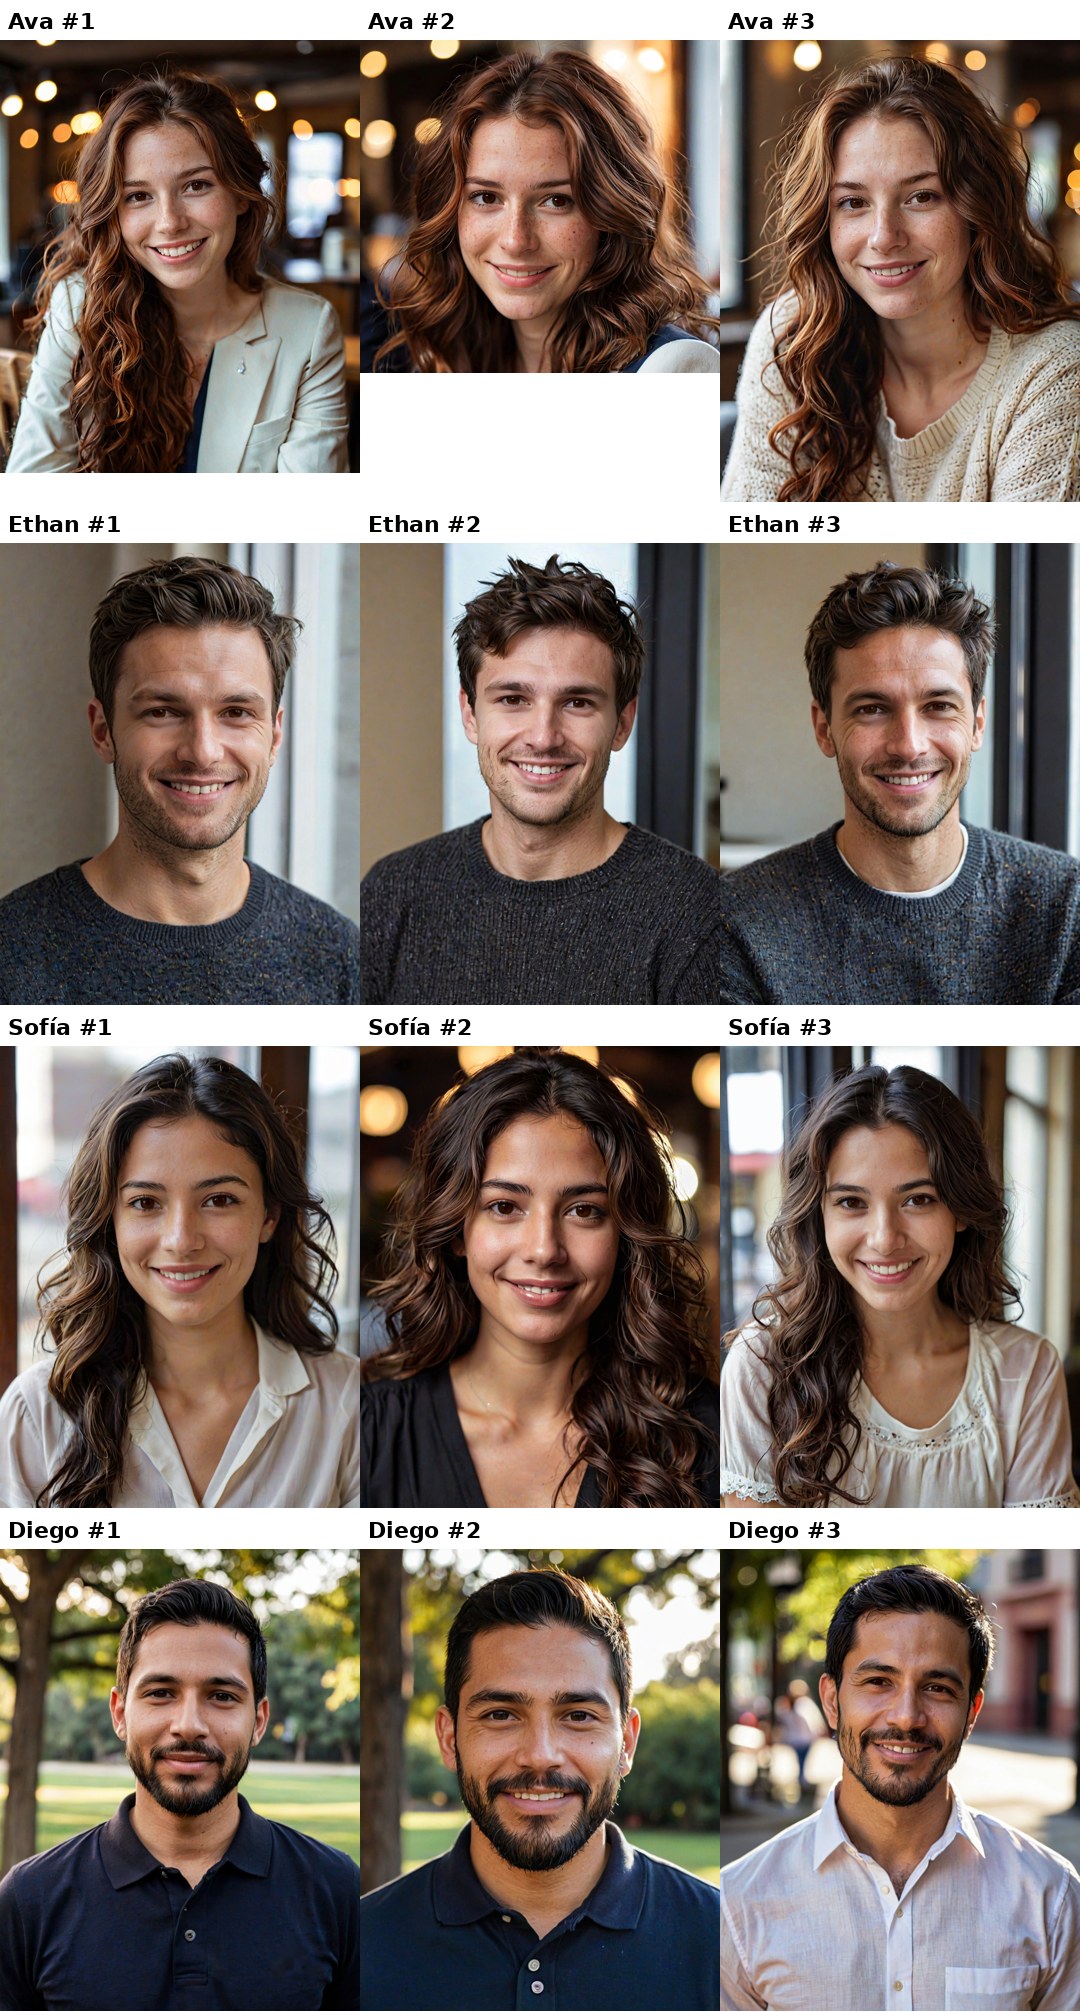 Ava #1
Ava #2
Ava #3
Ethan #1
Ethan #2
Ethan #3
Sofía #1
Sofía #2
Sofía #3
Diego #1
Diego #2
Diego #3